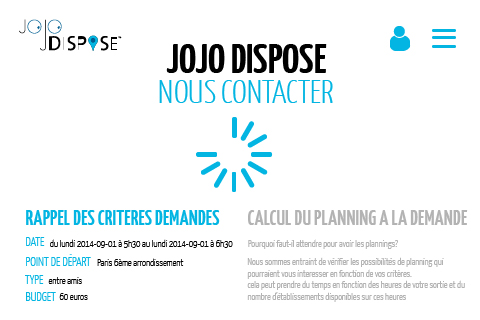 JOJO
DISPOSE
JOJO DISPOSE
NOUS CONTACTER
RAPPEL DES CRITERES DEMANDES
DATE du lundi 2014-09-01 à 5h30 au lundi 2014-09-01 à 6h30
POINT DE DÉPART Paris 6ème arrondissement
TYPE entre amis
BUDGET 60 euros
CALCUL DU PLANNING A LA DEMANDE
Pourquoi faut-il attendre pour avoir les plannings?
Nous sommes entraint de vérifier les possibilités de planning qui
pourraient vous interesser en fonction de vos critères.
cela peut prendre du temps en fonction des heures de votre sortie et du
nombre d'établissements disponibles sur ces heures